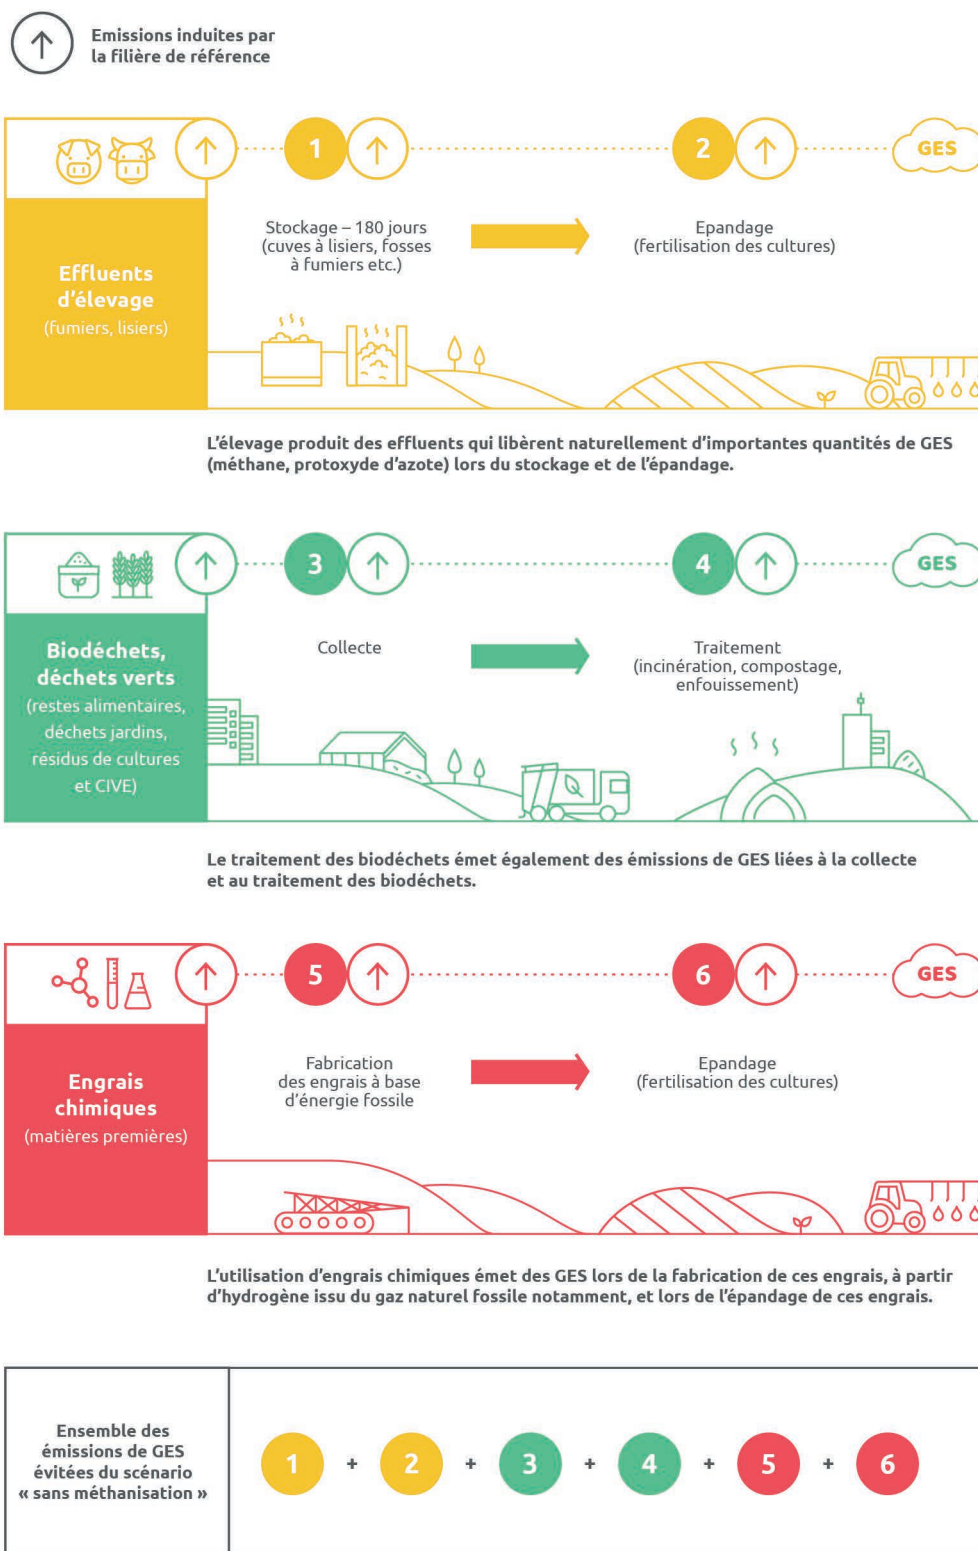 Emissions induites par
la filière de référence
1
2
GES
Stockage – 180 jours
(cuves à lisiers, fosses
à fumiers etc.)
Epandage
(fertilisation des cultures)
Effluents
d'élevage
(fumiers, lisiers)
L'élevage produit des effluents qui libèrent naturellement d'importantes quantités de GES
(méthane, protoxyde d'azote) lors du stockage et de l'épandage.
3
4
GES
Collecte
Traitement
(incinération, compostage,
enfouissement)
Biodéchets,
déchets verts
(restes alimentaires,
déchets jardins,
résidus de cultures
et CIVE)
Le traitement des biodéchets émet également des émissions de GES liées à la collecte
et au traitement des biodéchets.
5
6
GES
Fabrication
des engrais à base
d'énergie fossile
Epandage
(fertilisation des cultures)
Engrais
chimiques
(matières premières)
L'utilisation d'engrais chimiques émet des GES lors de la fabrication de ces engrais, à partir
d'hydrogène issu du gaz naturel fossile notamment, et lors de l'épandage de ces engrais.
Ensemble des
émissions de GES
évitées du scénario
« sans méthanisation »
1 + 2 + 3 + 4 + 5 + 6